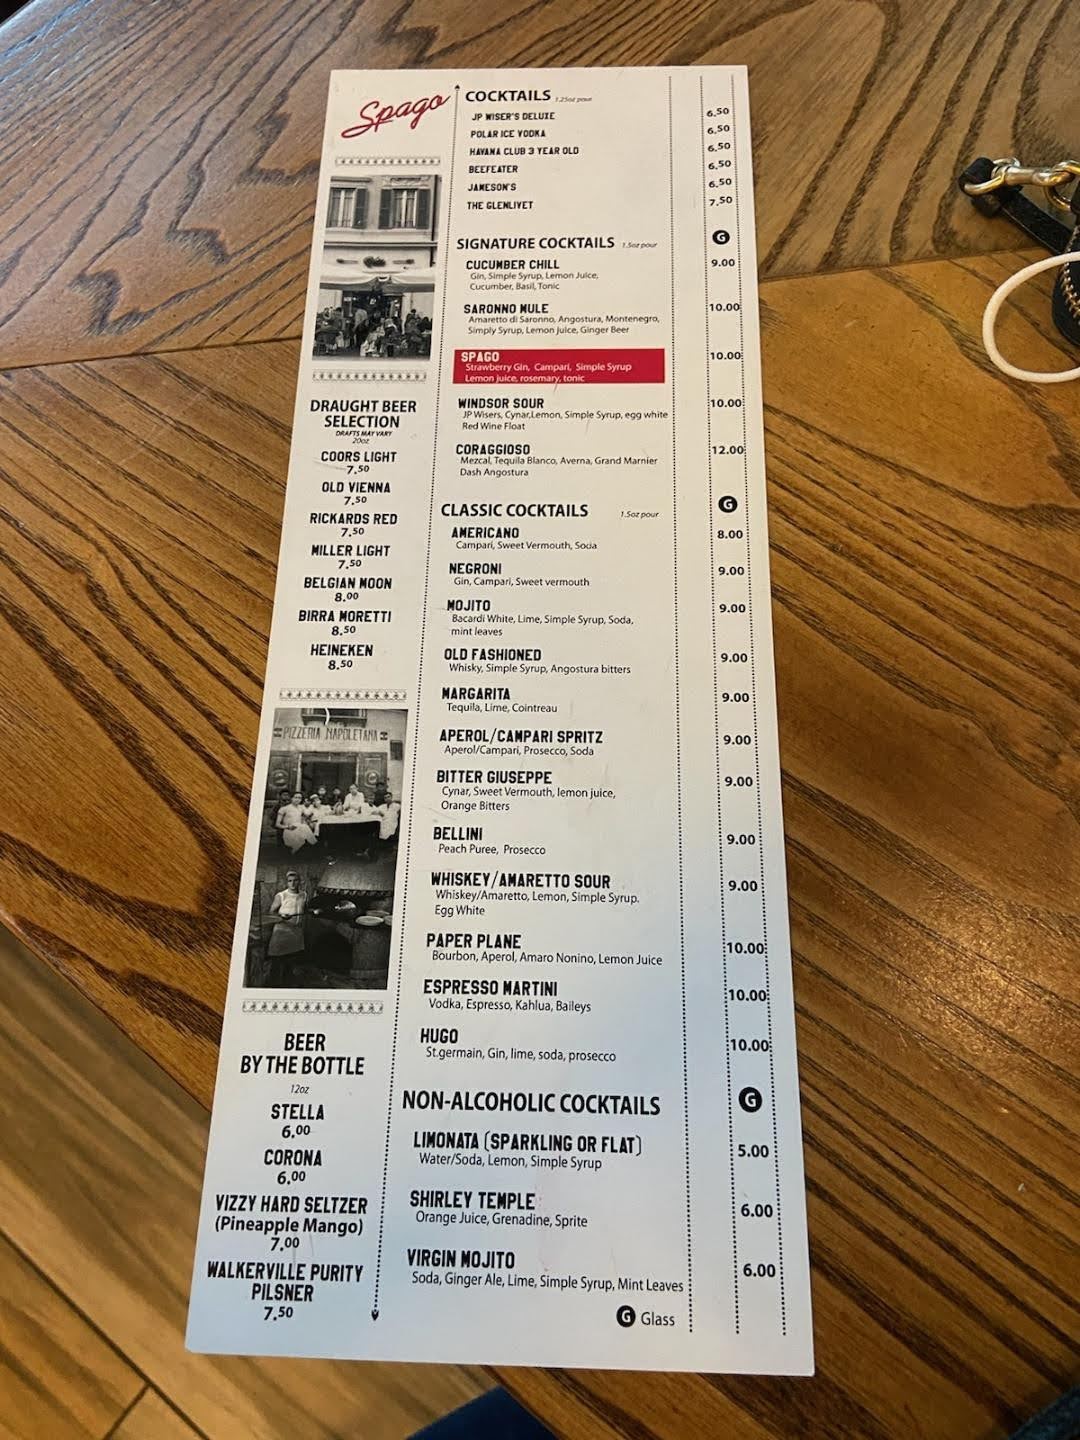 Spago
DRAUGHT BEER
SELECTION
DRAFTS MAY VARY
20oz
COORS LIGHT
7.50
OLD VIENNA
7.50
RICKARDS RED
7.50
MILLER LIGHT
7.50
BELGIAN MOON
8.00
BIRRA MORETTI
8.50
HEINEKEN
8.50
PIZZERIA NAPOLETANA
BEER
BY THE BOTTLE
12oz
STELLA
6.00
CORONA
6.00
VIZZY HARD SELTZER
(Pineapple Mango)
7.00
WALKERVILLE PURITY
PILSNER
7.50
COCKTAILS 1.25oz pour
JP WISER'S DELUXE 6.50
POLAR ICE VODKA 6.50
HAVANA CLUB 3 YEAR OLD 6.50
BEEFEATER 6.50
JAMESON'S 6.50
THE GLENLIVET 7.50
SIGNATURE COCKTAILS 1.5oz pour G
CUCUMBER CHILL 9.00
Gin, Simple Syrup, Lemon Juice,
Cucumber, Basil, Tonic
SARONNO MULE 10.00
Amaretto di Saronno, Angostura, Montenegro,
Simply Syrup, Lemon Juice, Ginger Beer
SPAGO 10.00
Strawberry Gin, Campari, Simple Syrup
Lemon juice, rosemary, tonic
WINDSOR SOUR 10.00
JP Wisers, Cynar,Lemon, Simple Syrup, egg white
Red Wine Float
CORAGGIOSO 12.00
Mezcal, Tequila Blanco, Averna, Grand Marnier
Dash Angostura
CLASSIC COCKTAILS 1.5oz pour G
AMERICANO 8.00
Campari, Sweet Vermouth, Soda
NEGRONI 9.00
Gin, Campari, Sweet vermouth
MOJITO 9.00
Bacardi White, Lime, Simple Syrup, Soda,
mint leaves
OLD FASHIONED 9.00
Whisky, Simple Syrup, Angostura bitters
MARGARITA 9.00
Tequila, Lime, Cointreau
APEROL/CAMPARI SPRITZ 9.00
Aperol/Campari, Prosecco, Soda
BITTER GIUSEPPE 9.00
Cynar, Sweet Vermouth, lemon juice,
Orange Bitters
BELLINI 9.00
Peach Puree, Prosecco
WHISKEY/AMARETTO SOUR 9.00
Whiskey/Amaretto, Lemon, Simple Syrup.
Egg White
PAPER PLANE 10.00
Bourbon, Aperol, Amaro Nonino, Lemon Juice
ESPRESSO MARTINI 10.00
Vodka, Espresso, Kahlua, Baileys
HUGO 10.00
St.germain, Gin, lime, soda, prosecco
NON-ALCOHOLIC COCKTAILS G
LIMONATA (SPARKLING OR FLAT) 5.00
Water/Soda, Lemon, Simple Syrup
SHIRLEY TEMPLE 6.00
Orange Juice, Grenadine, Sprite
VIRGIN MOJITO 6.00
Soda, Ginger Ale, Lime, Simple Syrup, Mint Leaves
G Glass